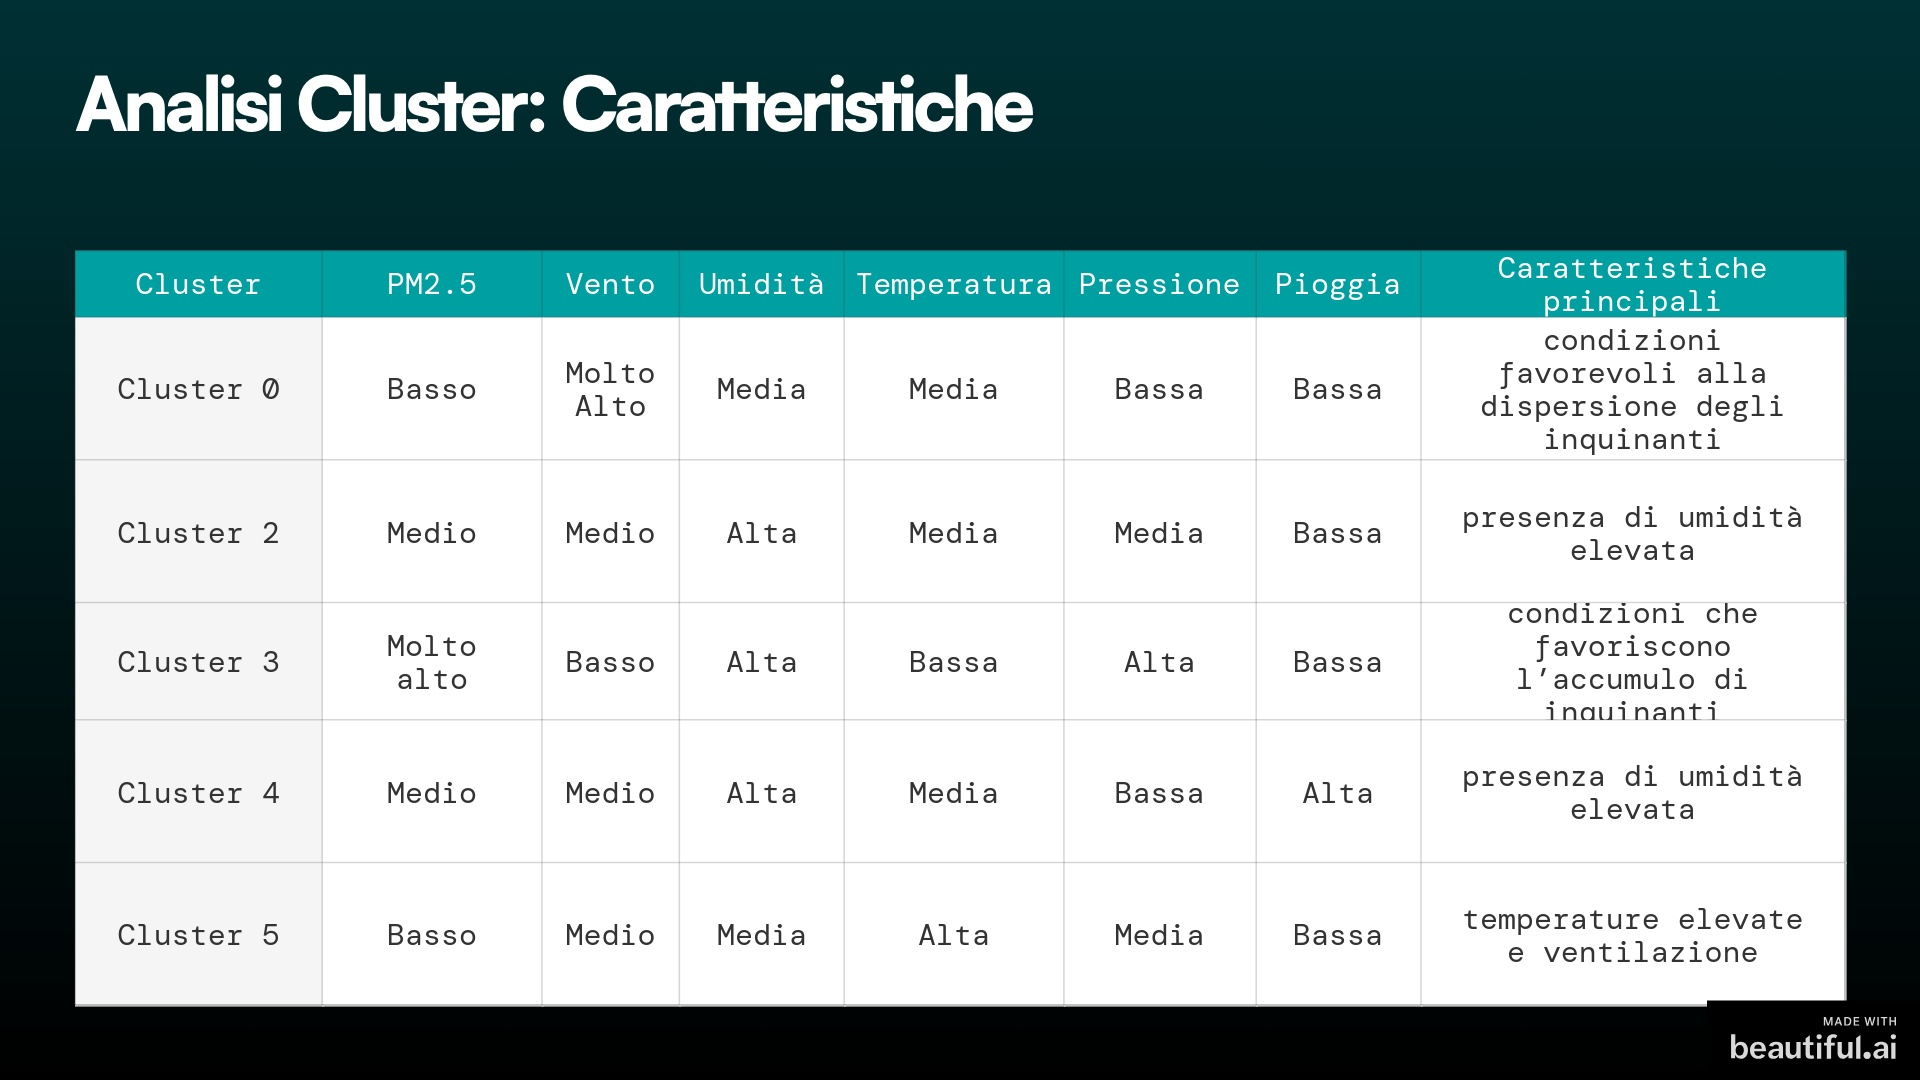 Analisi Cluster: Caratteristiche
Cluster PM2.5 Vento Umidità Temperatura Pressione Pioggia Caratteristiche
principali
Cluster 0 Basso Molto
Alto Media Media Bassa Bassa condizioni
favorevoli alla
dispersione degli
inquinanti
Cluster 2 Medio Medio Alta Media Media Bassa presenza di umidità
elevata
Cluster 3 Molto
alto Basso Alta Bassa Alta Bassa condizioni che
favoriscono
l’accumulo di
inquinanti
Cluster 4 Medio Medio Alta Media Bassa Alta presenza di umidità
elevata
Cluster 5 Basso Medio Media Alta Media Bassa temperature elevate
e ventilazione
MADE WITH
beautiful.ai